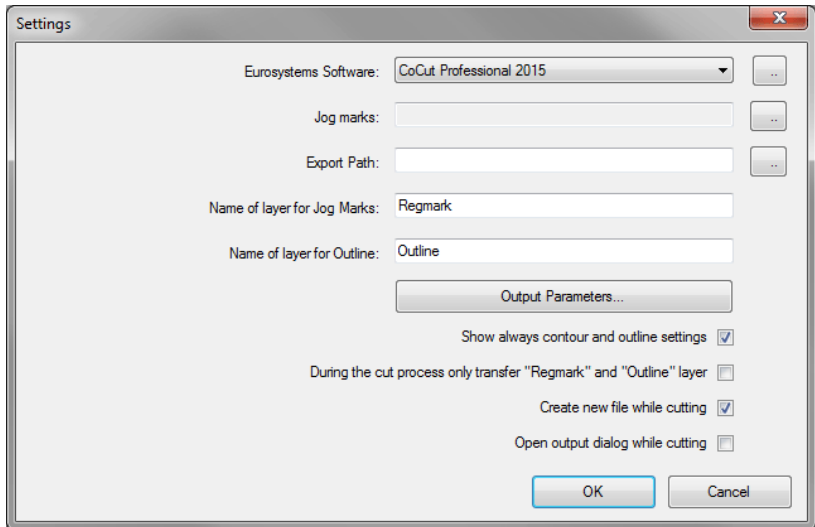 Settings
Eurosystems Software: CoCut Professional 2015 ..
Jog marks: ..
Export Path: ..
Name of layer for Jog Marks: Regmark
Name of layer for Outline: Outline
Output Parameters...
Show always contour and outline settings
During the cut process only transfer "Regmark" and "Outline" layer
Create new file while cutting
Open output dialog while cutting
OK Cancel